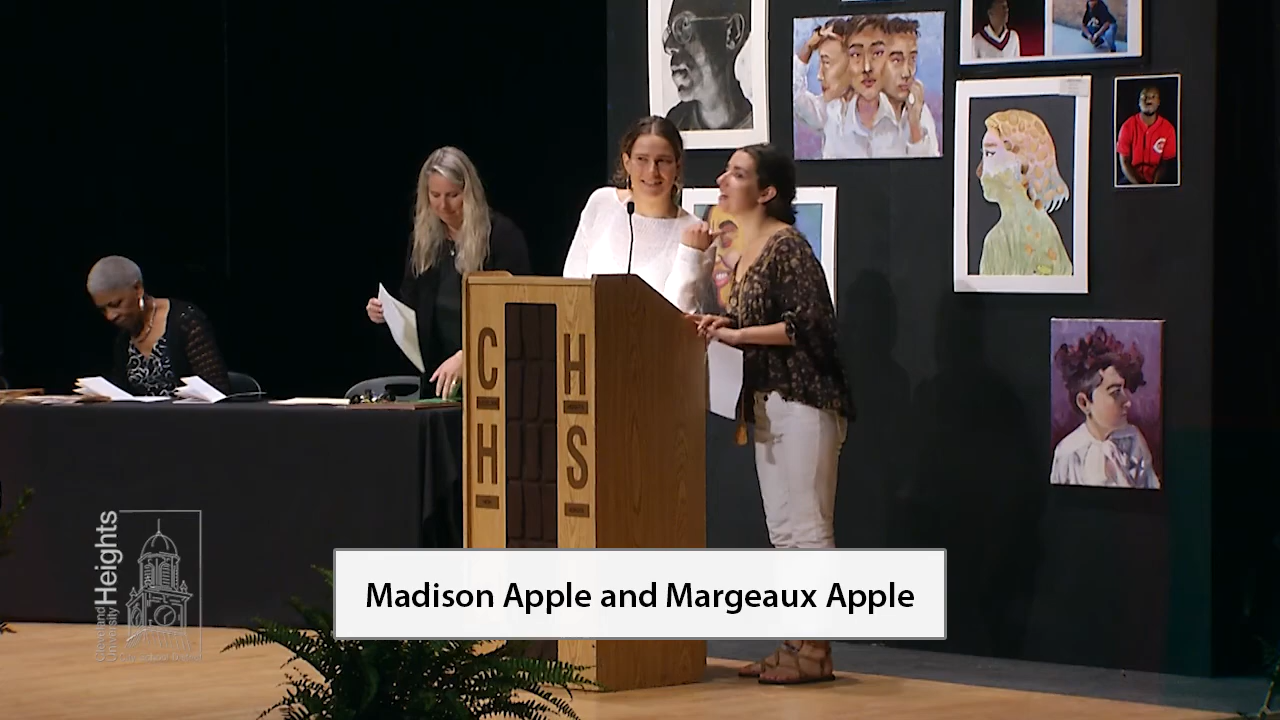 C H
H S
Cleveland
University
Heights
Madison Apple and Margeaux Apple